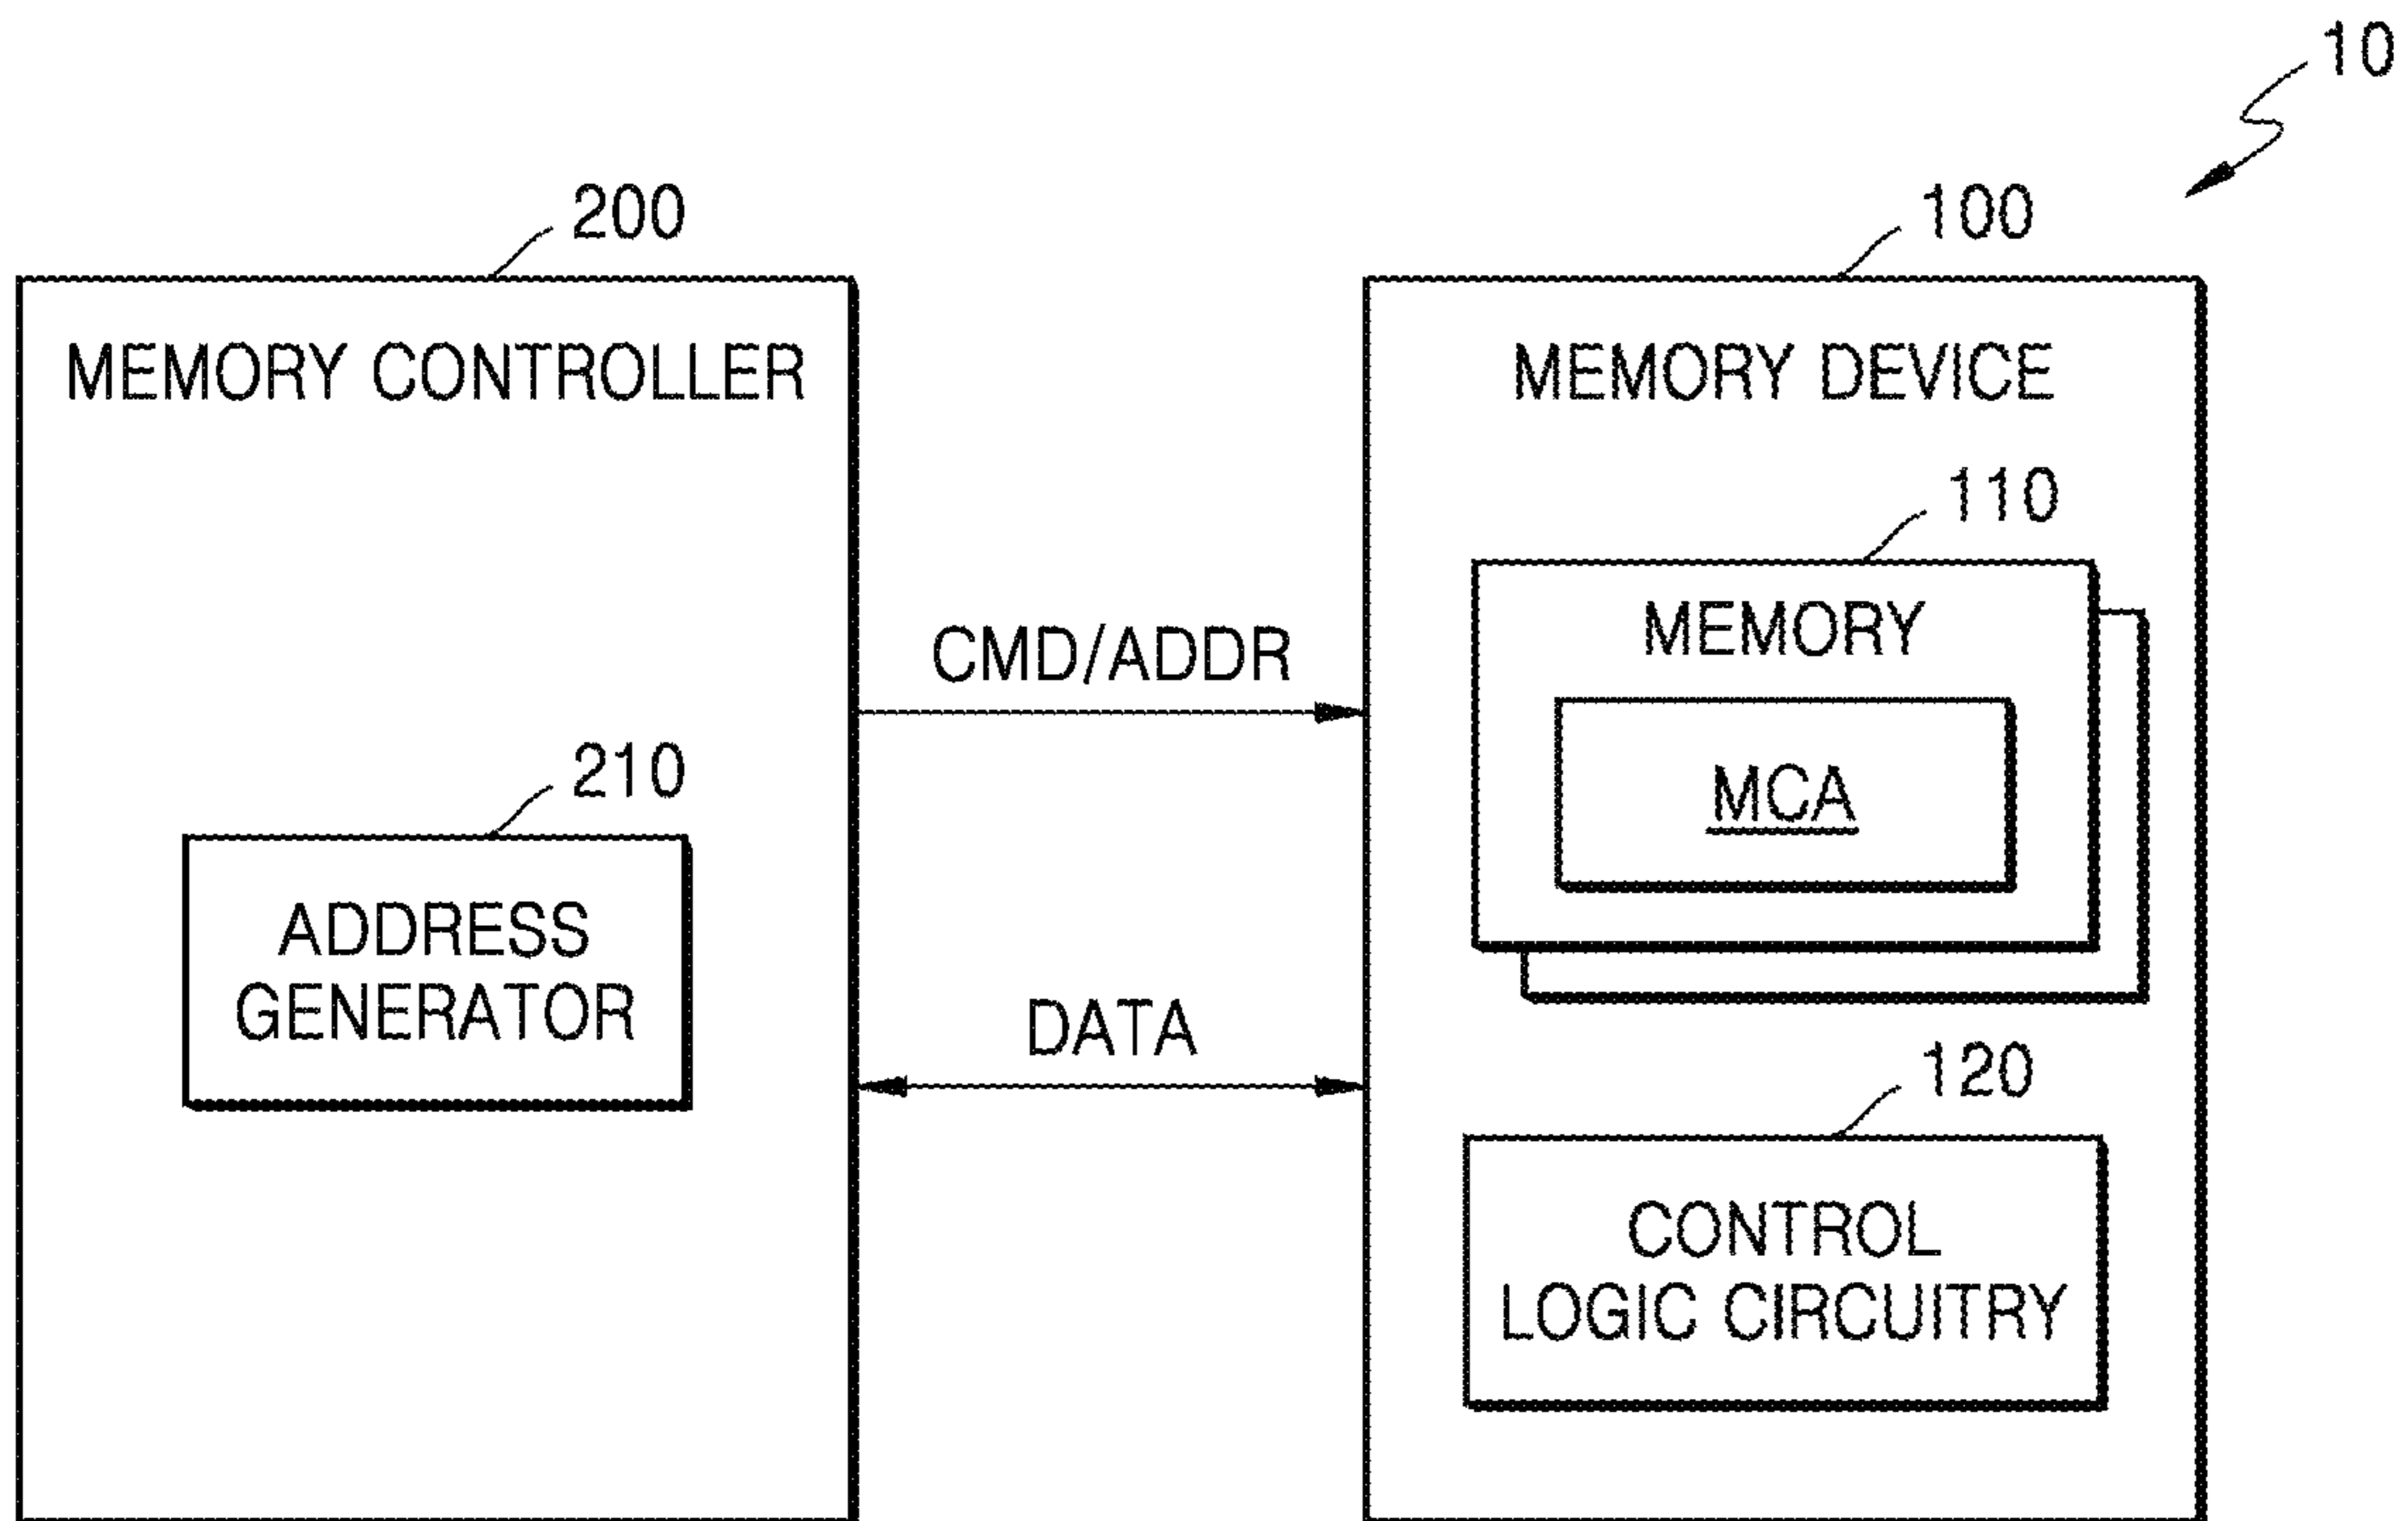 10
200
100
MEMORY CONTROLLER
MEMORY DEVICE
110
MEMORY
CMD/ADDR
MCA
210
ADDRESS
GENERATOR
DATA
120
CONTROL
LOGIC CIRCUITRY